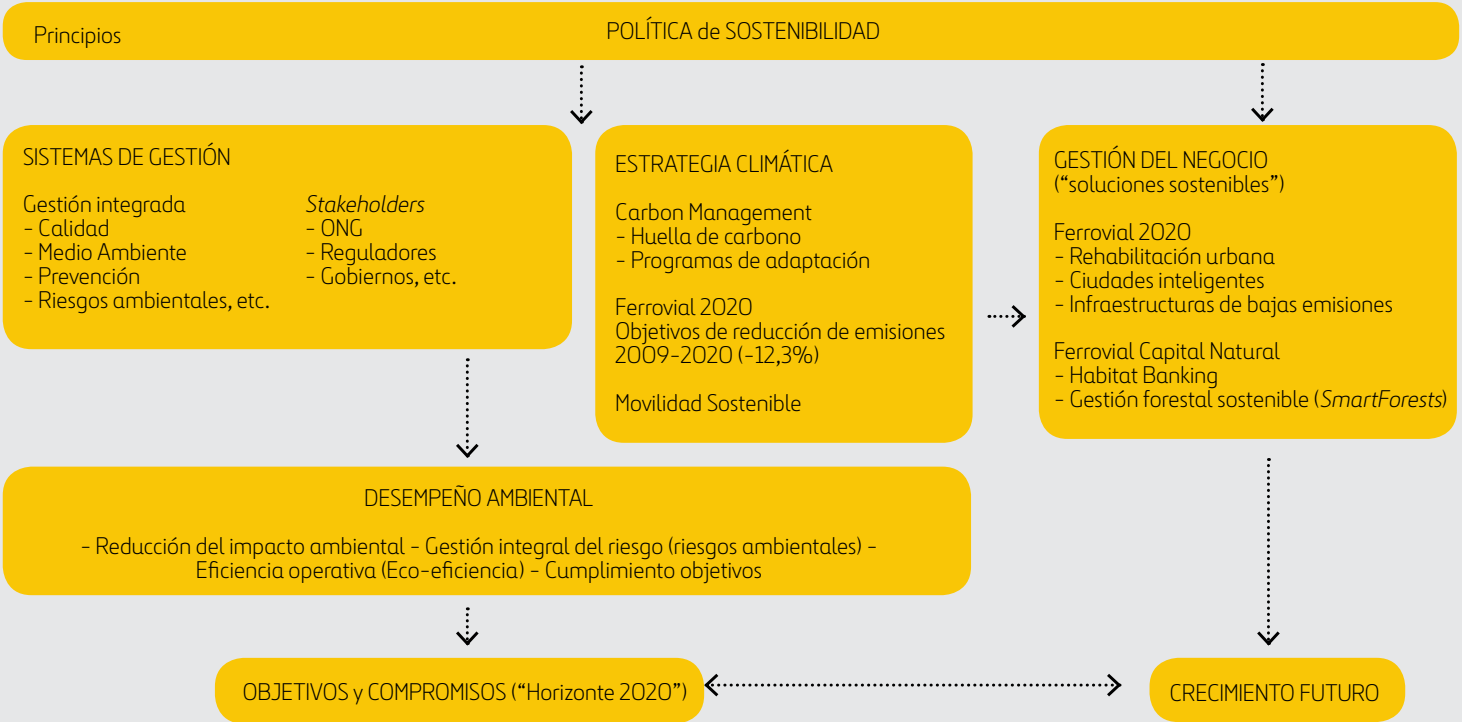 Principios
POLÍTICA de SOSTENIBILIDAD
SISTEMAS DE GESTIÓN
Gestión integrada
- Calidad
- Medio Ambiente
- Prevención
- Riesgos ambientales, etc.
Stakeholders
- ONG
- Reguladores
- Gobiernos, etc.
ESTRATEGIA CLIMÁTICA
Carbon Management
- Huella de carbono
- Programas de adaptación
Ferrovial 2020
Objetivos de reducción de emisiones
2009-2020 (-12,3%)
Movilidad Sostenible
GESTIÓN DEL NEGOCIO
(“soluciones sostenibles”)
Ferrovial 2020
- Rehabilitación urbana
- Ciudades inteligentes
- Infraestructuras de bajas emisiones
Ferrovial Capital Natural
- Habitat Banking
- Gestión forestal sostenible (SmartForests)
DESEMPEÑO AMBIENTAL
- Reducción del impacto ambiental - Gestión integral del riesgo (riesgos ambientales) -
Eficiencia operativa (Eco-eficiencia) - Cumplimiento objetivos
OBJETIVOS y COMPROMISOS (“Horizonte 2020”)
CRECIMIENTO FUTURO